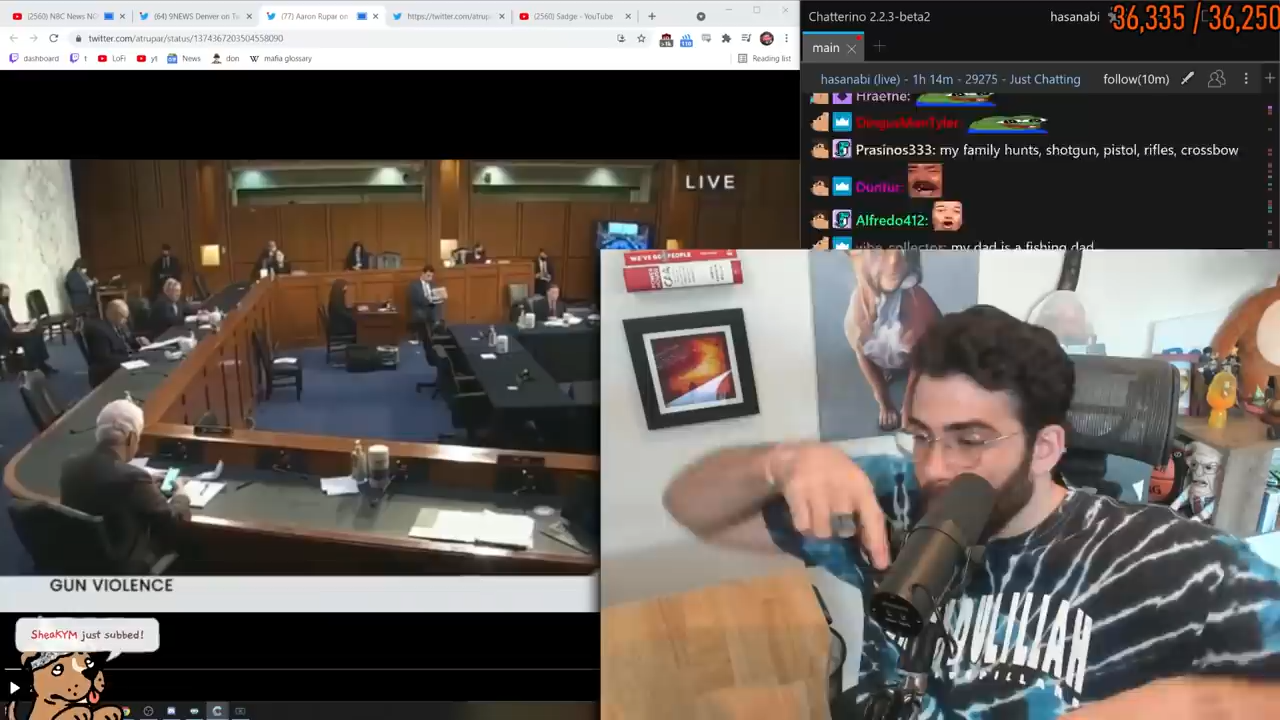 (2560) NBC News NO
(64) 9NEWS Denver on Tw
(77) Aaron Rupar on
https://twitter.com/atrupar
(2560) Sadge - YouTube
twitter.com/atrupar/status/1374367203504558090
dashboard
t
LoFi
yt
News
don
mafia glossary
Reading list
LIVE
GUN VIOLENCE
SheakYM just subbed!
Chatterino 2.2.3-beta2
hasanabi
36,335 / 36,250
main
hasanabi (live) - 1h 14m - 29275 - Just Chatting
follow(10m)
Hraefne:
DingusManTyler:
Prasinos333: my family hunts, shotgun, pistol, rifles, crossbow
Duntur:
Alfredo412:
vibe_collector: my dad is a fishing dad
WE'VE GOT PEOPLE